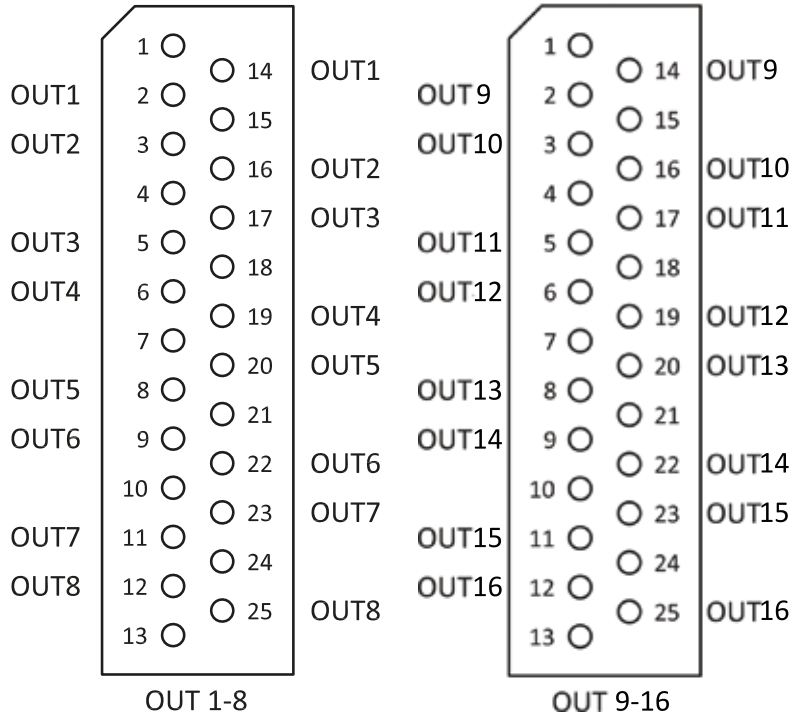 1 1
14 OUT1 14 OUT9
OUT1 2 OUT 9 2
15 15
OUT2 3 OUT10 3
16 OUT2 16 OUT10
4 4
17 OUT3 17 OUT11
OUT3 5 OUT11 5
18 18
OUT4 6 OUT12 6
19 OUT4 19 OUT12
7 7
20 OUT5 20 OUT13
OUT5 8 OUT13 8
21 21
OUT6 9 OUT14 9
22 OUT6 22 OUT14
10 10
23 OUT7 23 OUT15
OUT7 11 OUT15 11
24 24
OUT8 12 OUT16 12
25 OUT8 25 OUT16
13 13
OUT 1-8 OUT 9-16